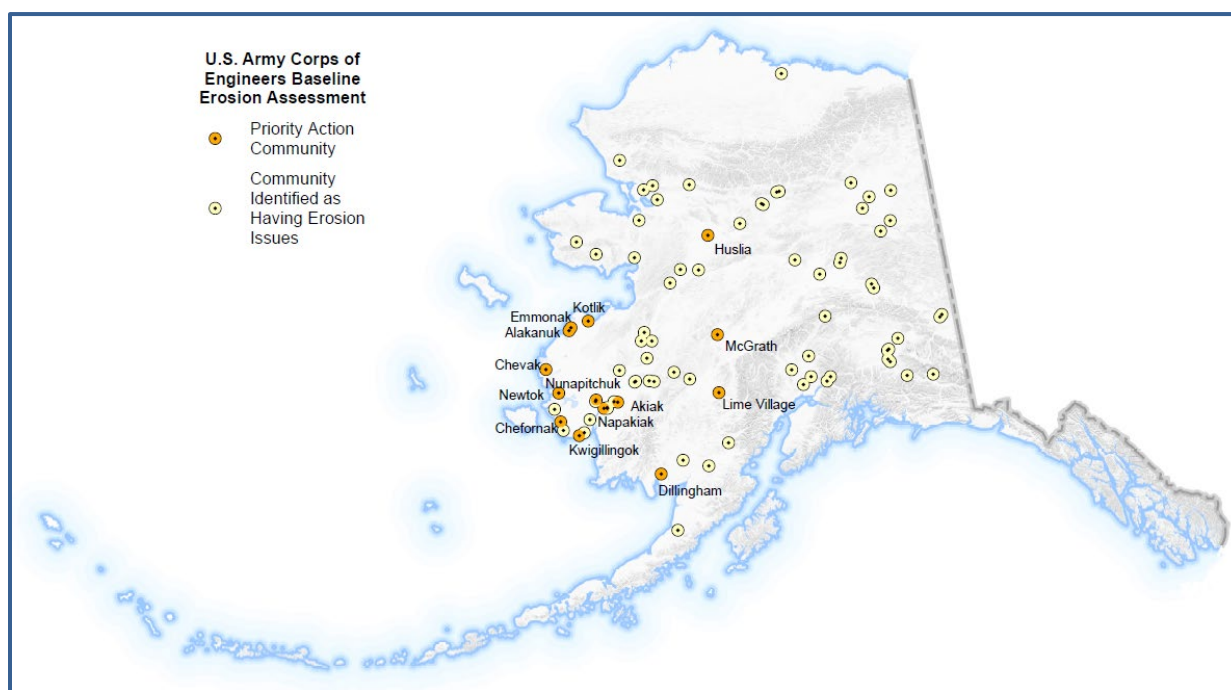 U.S. Army Corps of
Engineers Baseline
Erosion Assessment
Priority Action
Community
Community
Identified as
Having Erosion
Issues
Huslia
Kotlik
Emmonak
Alakanuk
McGrath
Chevak
Nunapitchuk
Newtok
Akiak
Lime Village
Napakiak
Chefornak
Kwigillingok
Dillingham